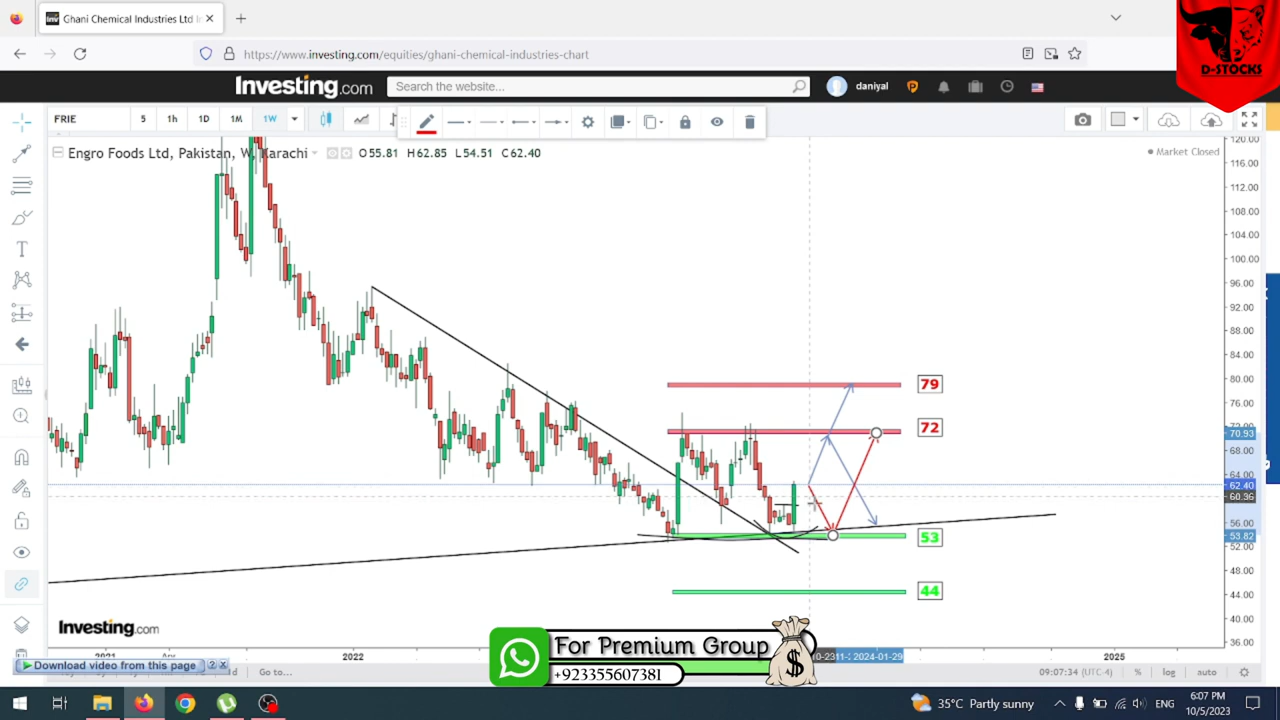 Ghani Chemical Industries Ltd In
D-STOCKS
https://www.investing.com/equities/ghani-chemical-industries-chart
Investing.com
Search the website...
daniyal
FRIE
5
1h
1D
1M
1W
Engro Foods Ltd, Pakistan, W, Karachi
O55.81 H62.85 L54.51 C62.40
Market Closed
120.00
116.00
112.00
108.00
104.00
100.00
96.00
92.00
88.00
84.00
80.00
76.00
72.00
70.93
68.00
64.00
62.40
60.36
56.00
53.82
52.00
48.00
44.00
40.00
36.00
79
72
53
44
Investing.com
2021
Apr
2022
2024-01-29
2025
Download video from this page
?
Go to...
09:07:34 (UTC-4)
%
log
auto
For Premium Group
+923355607381
$
35°C Partly sunny
ENG
6:07 PM
10/5/2023